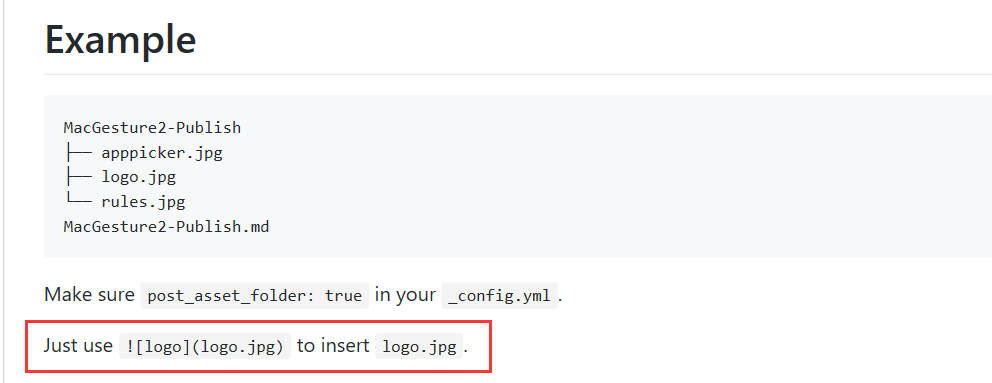 Example
MacGesture2-Publish
├── apppicker.jpg
├── logo.jpg
└── rules.jpg
MacGesture2-Publish.md
Make sure post_asset_folder: true in your _config.yml.
Just use ![logo](logo.jpg) to insert logo.jpg.